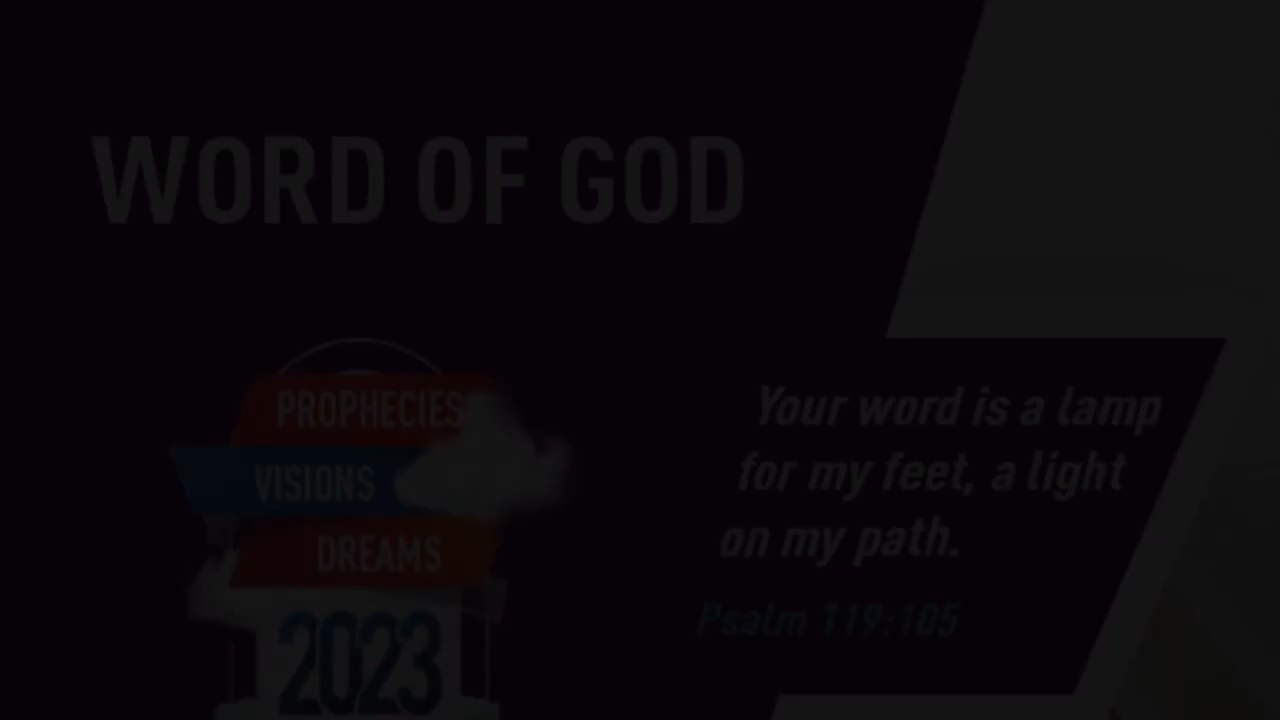 WORD OF GOD
PROPHECIES
VISIONS
DREAMS
2023
Your word is a lamp
for my feet, a light
on my path.
Psalm 119:105